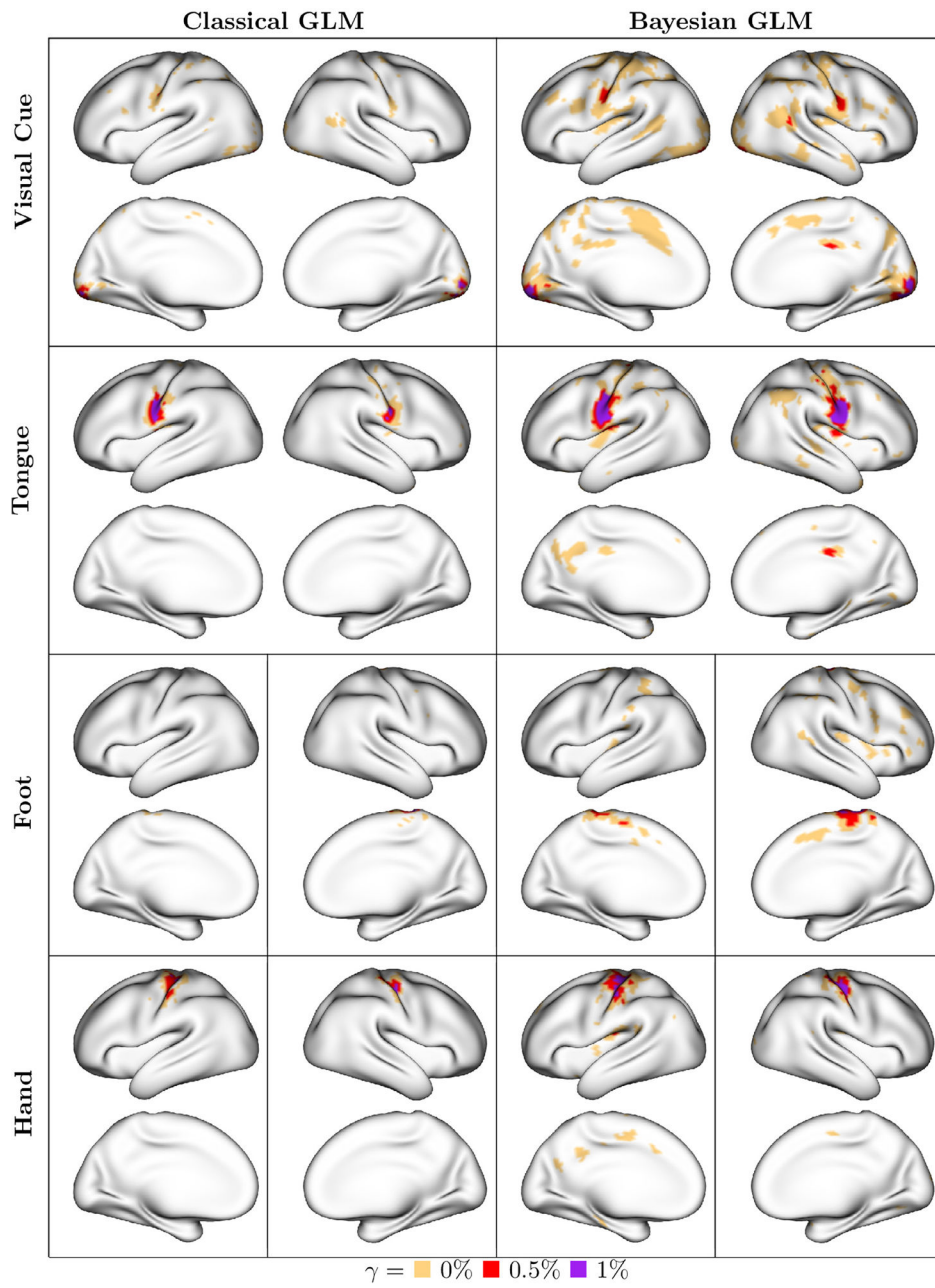 Classical GLM
Bayesian GLM
Visual Cue
Tongue
Foot
Hand
γ = 0% 0.5% 1%